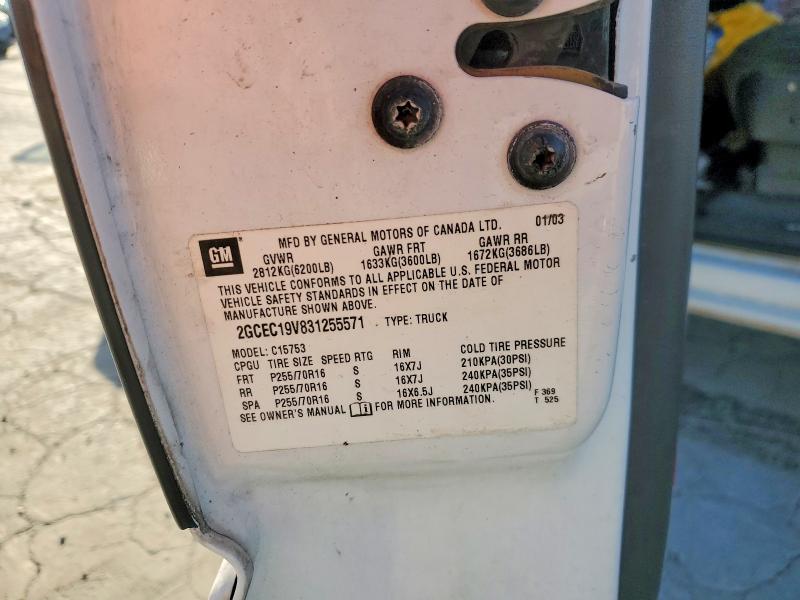 GM
MFD BY GENERAL MOTORS OF CANADA LTD. 01/03
GVWR GAWR FRT GAWR RR
2812KG(6200LB) 1633KG(3600LB) 1672KG(3686LB)
THIS VEHICLE CONFORMS TO ALL APPLICABLE U.S. FEDERAL MOTOR
VEHICLE SAFETY STANDARDS IN EFFECT ON THE DATE OF
MANUFACTURE SHOWN ABOVE.
2GCEC19V831255571 TYPE: TRUCK
MODEL: C15753
CPGU TIRE SIZE SPEED RTG RIM COLD TIRE PRESSURE
FRT P255/70R16 S 16X7J 210KPA(30PSI)
RR P255/70R16 S 16X7J 240KPA(35PSI)
SPA P255/70R16 S 16X6.5J 240KPA(35PSI)
SEE OWNER'S MANUAL FOR MORE INFORMATION.
F 369
T 525